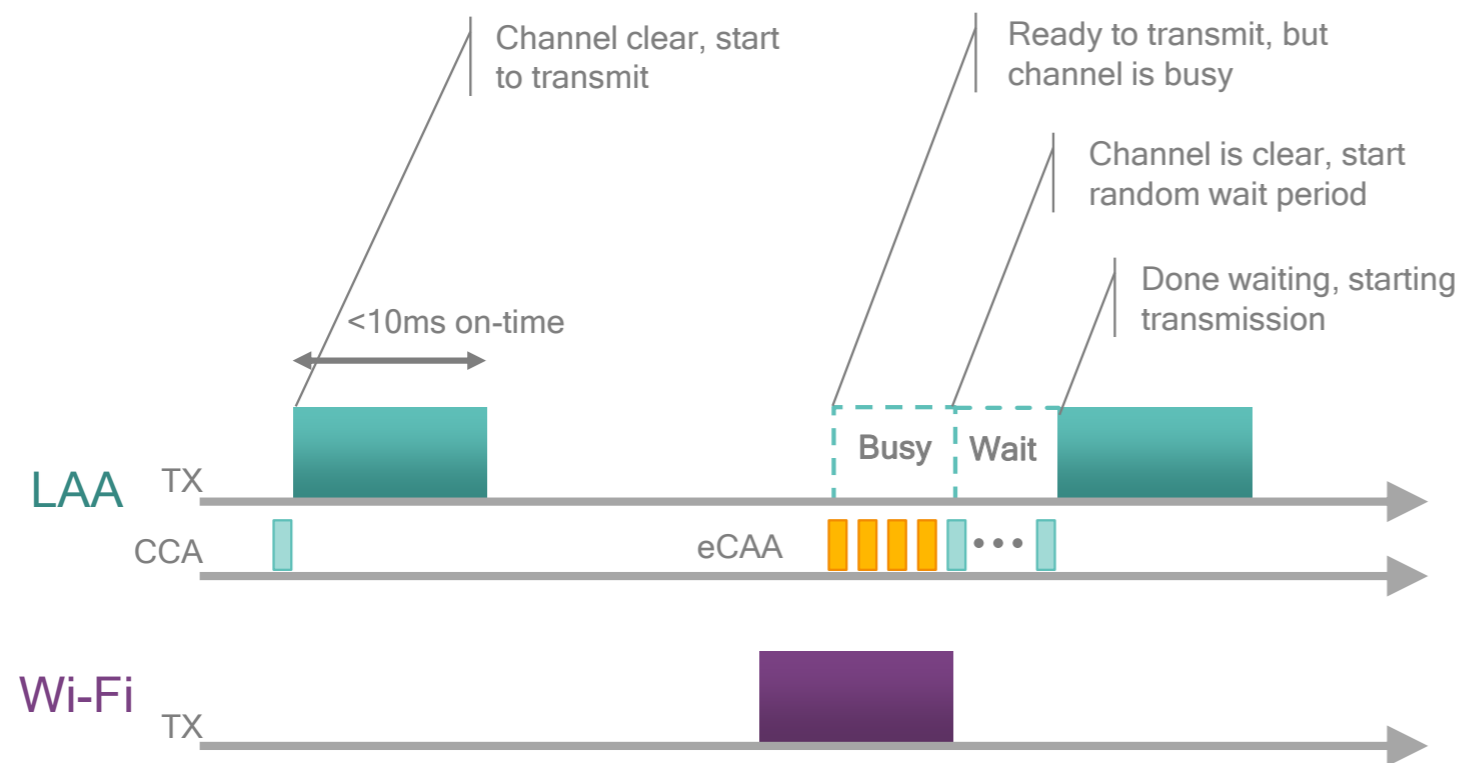 Channel clear, start
to transmit
Ready to transmit, but
channel is busy
Channel is clear, start
random wait period
Done waiting, starting
transmission
<10ms on-time
Busy
Wait
LAA
TX
CCA
eCAA
•••
Wi-Fi
TX